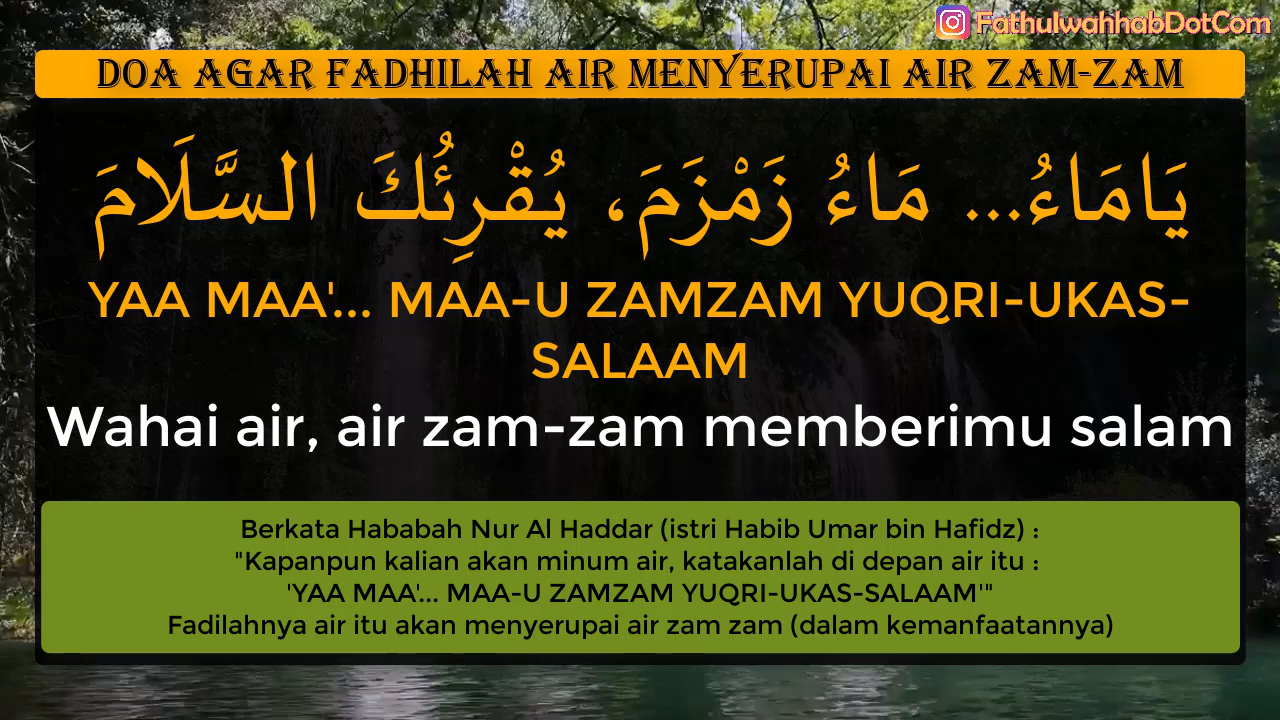 FathulwahhabDotCom
DOA AGAR FADHILAH AIR MENYERUPAI AIR ZAM-ZAM
يَامَاءُ... مَاءُ زَمْزَمَ، يُقْرِئُكَ السَّلَامَ
YAA MAA'... MAA-U ZAMZAM YUQRI-UKAS-
SALAAM
Wahai air, air zam-zam memberimu salam
Berkata Hababah Nur Al Haddar (istri Habib Umar bin Hafidz) :
"Kapanpun kalian akan minum air, katakanlah di depan air itu :
'YAA MAA'... MAA-U ZAMZAM YUQRI-UKAS-SALAAM'"
Fadilahnya air itu akan menyerupai air zam zam (dalam kemanfaatannya)